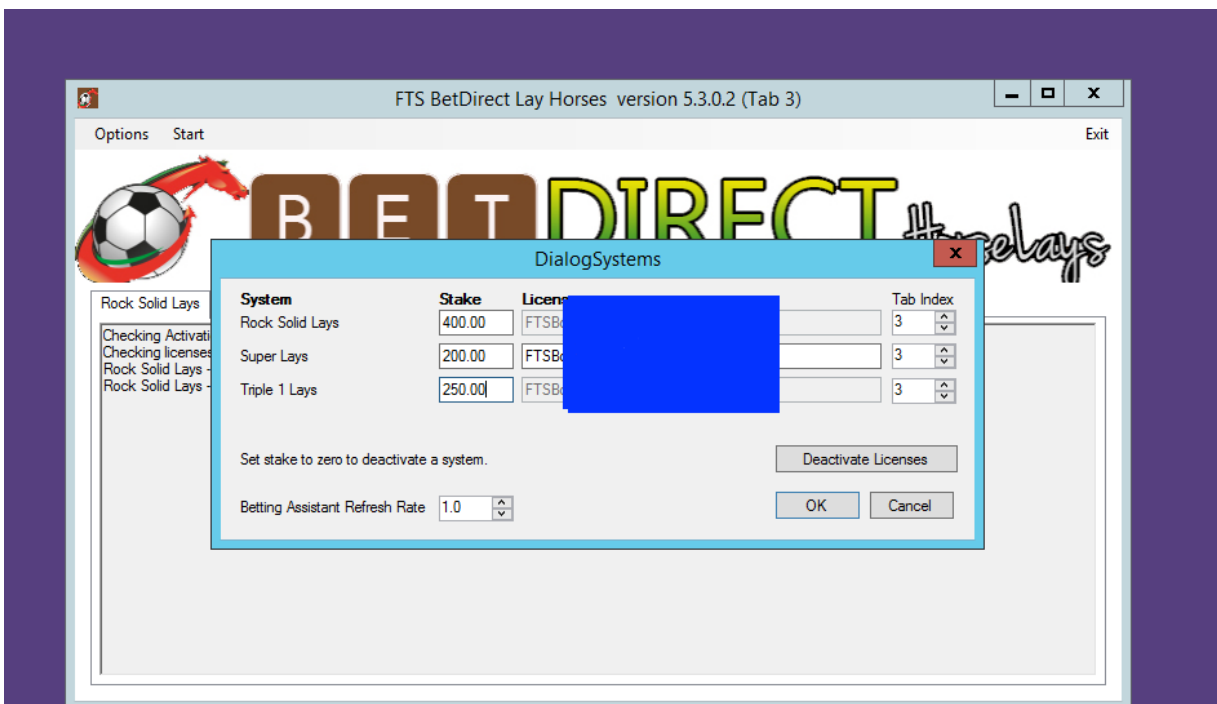 FTS BetDirect Lay Horses version 5.3.0.2 (Tab 3)
Options Start Exit
BET DIRECT Horselays
DialogSystems
Rock Solid Lays
Checking Activati
Checking licenses
Rock Solid Lays -
Rock Solid Lays -
System Stake Licens Tab Index
Rock Solid Lays 400.00 FTSB 3
Super Lays 200.00 FTSB 3
Triple 1 Lays 250.00 FTSB 3
Set stake to zero to deactivate a system. Deactivate Licenses
Betting Assistant Refresh Rate 1.0 OK Cancel